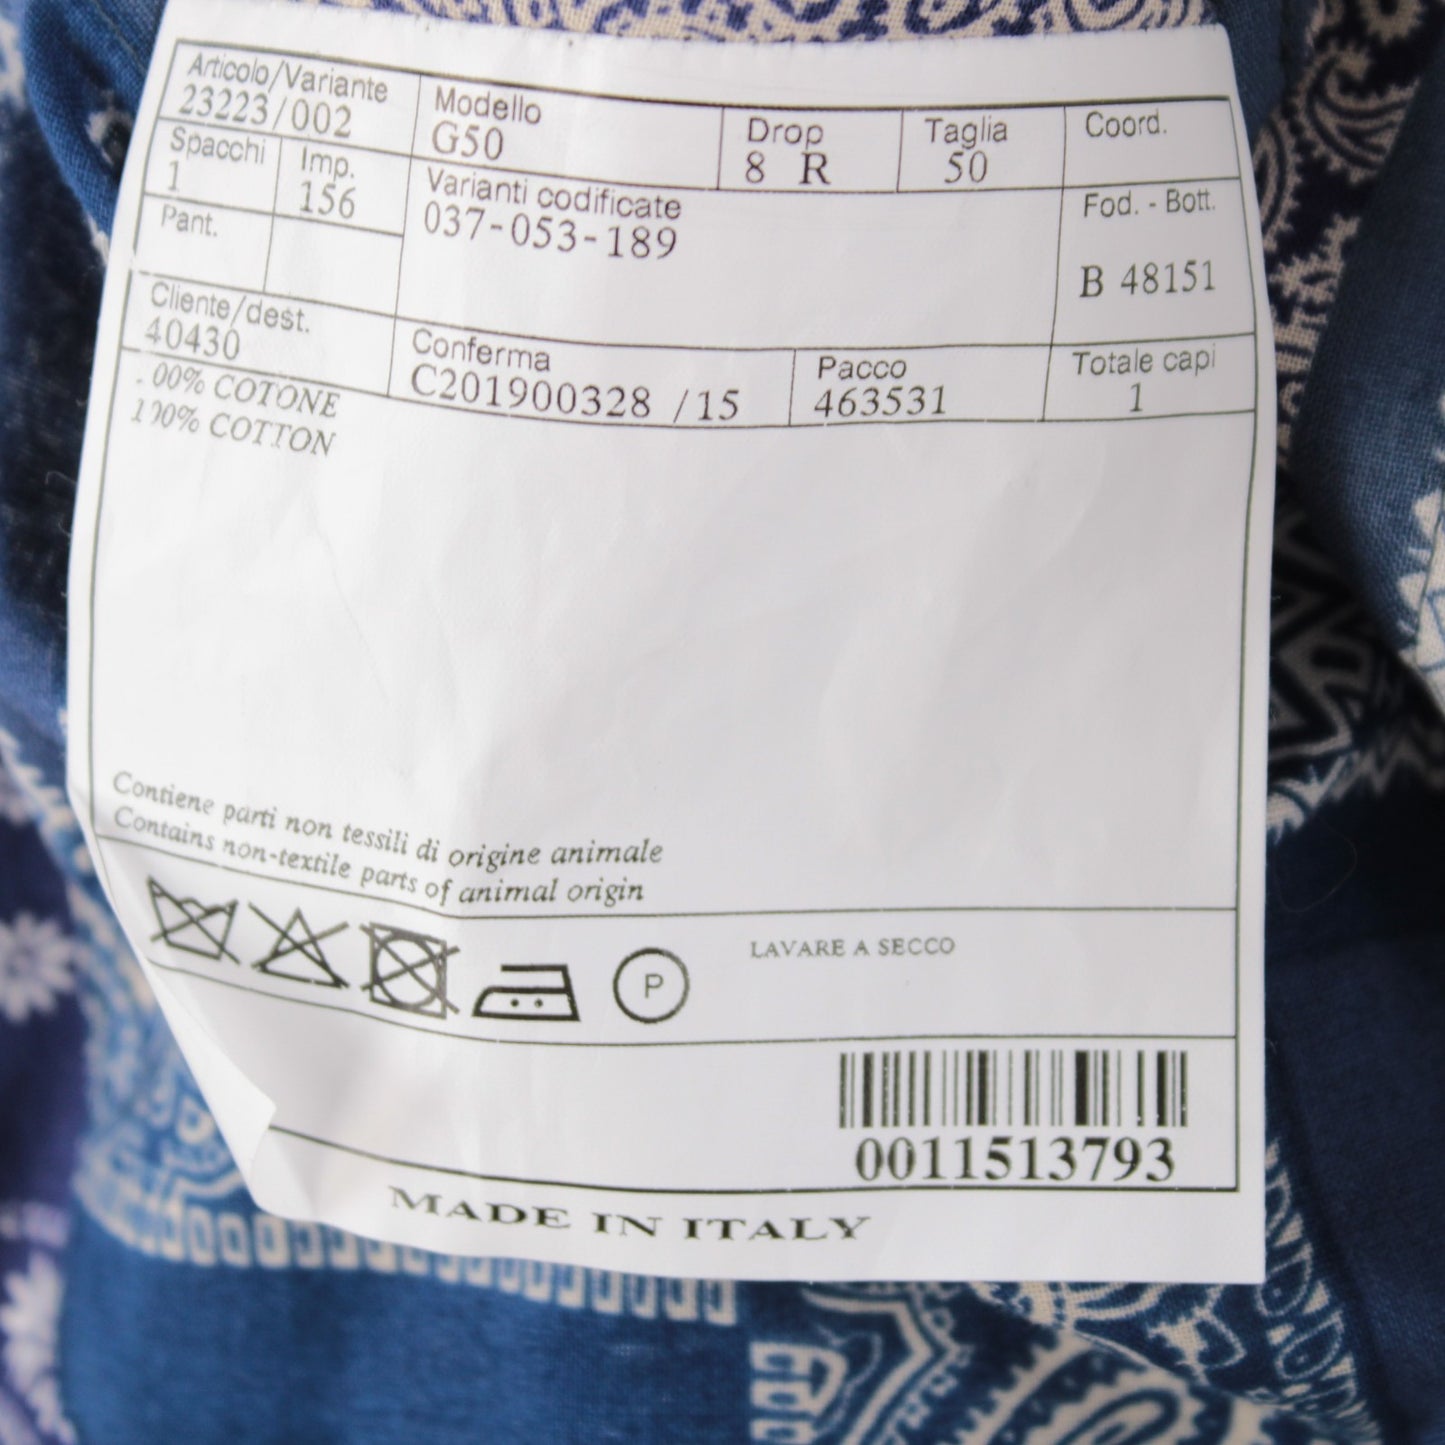 Articolo/Variante
23223/002
Modello
G50
Drop
8 R
Taglia
50
Coord.
Spacchi
1
Imp.
156
Varianti codificate
037-053-189
Fod. - Bott.
B 48151
Pant.
Cliente/dest.
40430
Conferma
C201900328 /15
Pacco
463531
Totale capi
1
100% COTONE
100% COTTON
Contiene parti non tessili di origine animale
Contains non-textile parts of animal origin
P
LAVARE A SECCO
0011513793
MADE IN ITALY